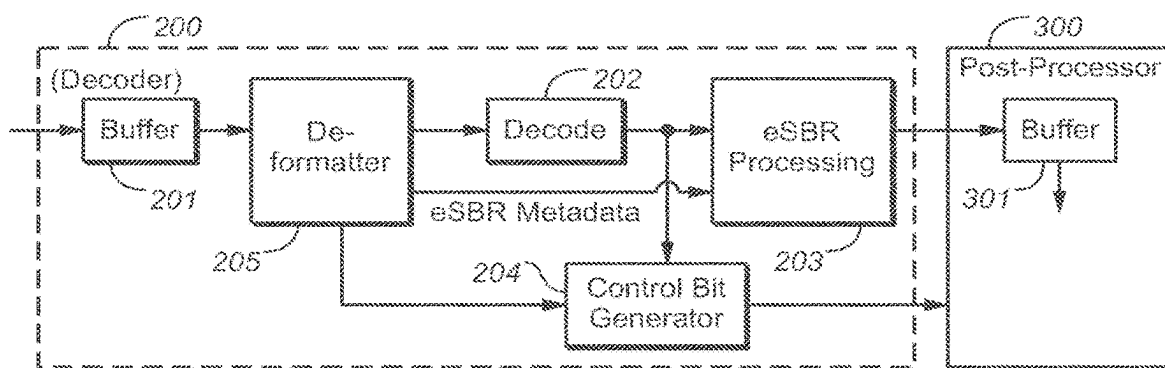 200
300
(Decoder)
Post-Processor
202
Buffer
De-
formatter
Decode
eSBR
Processing
Buffer
201
301
eSBR Metadata
205
204
203
Control Bit
Generator